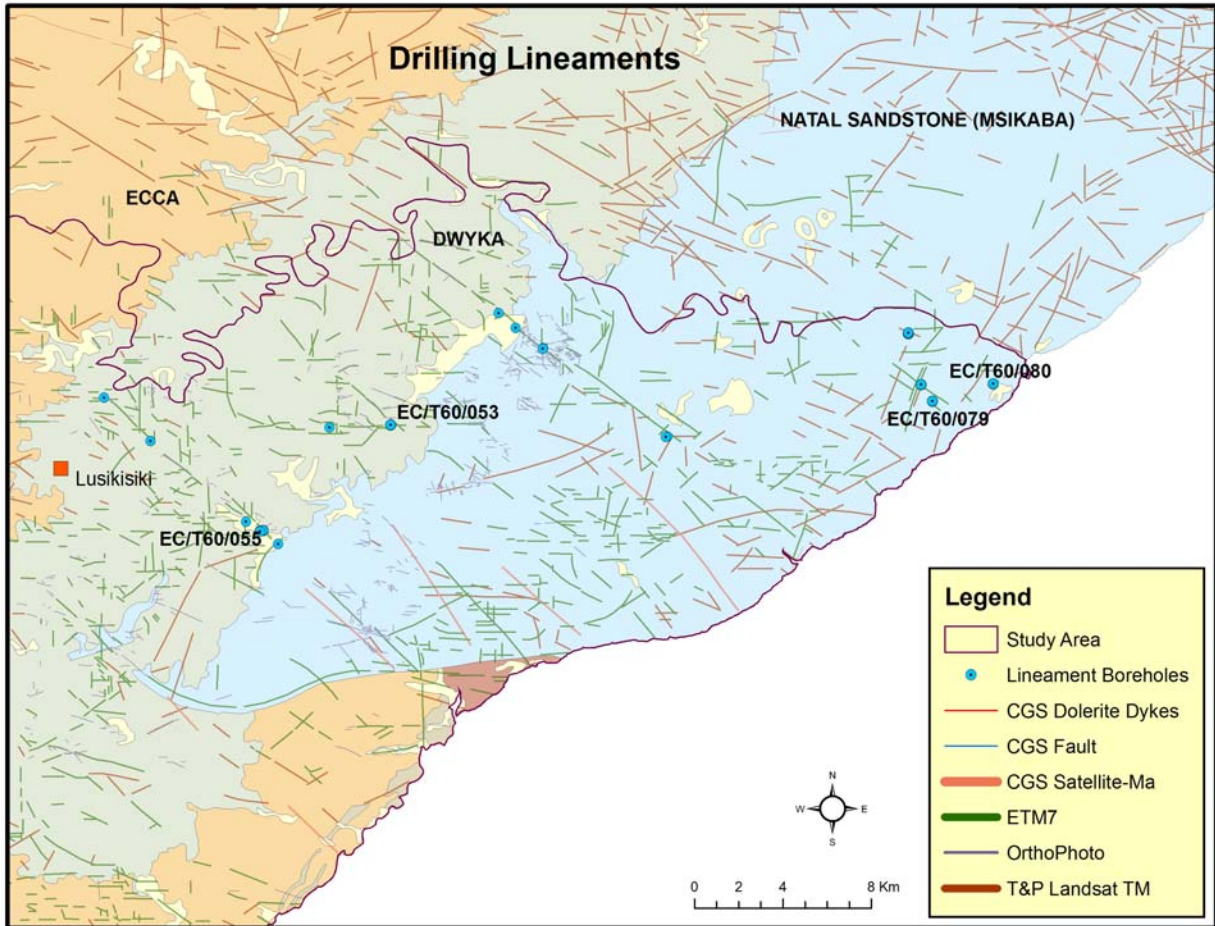 Drilling Lineaments
NATAL SANDSTONE (MSIKABA)
ECCA
DWYKA
EC/T60/080
EC/T60/053
EC/T60/079
Lusikisiki
EC/T60/055
Legend
Study Area
Lineament Boreholes
CGS Dolerite Dykes
CGS Fault
CGS Satellite-Ma
ETM7
OrthoPhoto
T&P Landsat TM
N
W E
S
0 2 4 8 Km